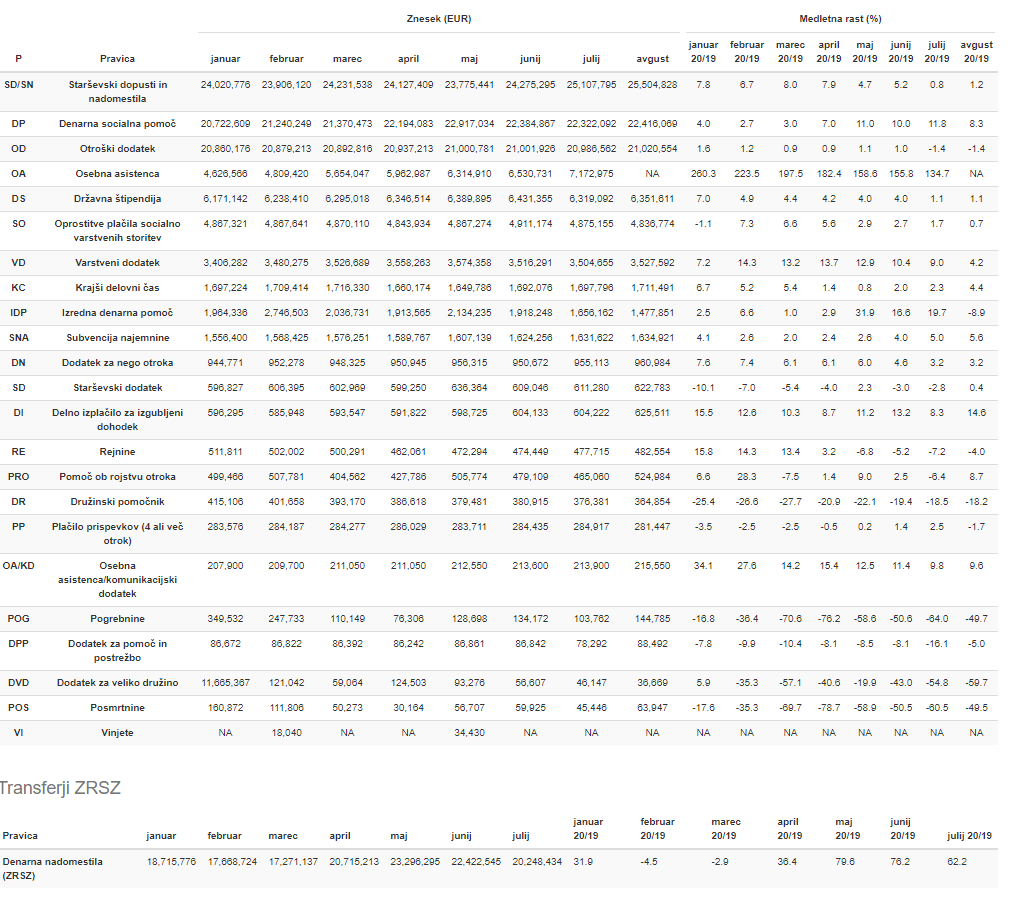 Znesek (EUR) Medletna rast (%)
P Pravica januar februar marec april maj junij julij avgust januar 20/19 februar 20/19 marec 20/19 april 20/19 maj 20/19 junij 20/19 julij 20/19 avgust 20/19
SD/SN Starševski dopusti in nadomestila 24,020,776 23,906,120 24,231,538 24,127,409 23,775,441 24,275,295 25,107,795 25,504,828 7.8 6.7 8.0 7.9 4.7 5.2 0.8 1.2
DP Denarna socialna pomoč 20,722,609 21,240,249 21,370,473 22,194,083 22,917,034 22,384,867 22,322,092 22,416,069 4.0 2.7 3.0 7.0 11.0 10.0 11.8 8.3
OD Otroški dodatek 20,860,176 20,879,213 20,892,816 20,937,213 21,000,781 21,001,926 20,986,562 21,020,554 1.6 1.2 0.9 0.9 1.1 1.0 -1.4 -1.4
OA Osebna asistenca 4,626,566 4,809,420 5,654,047 5,962,987 6,314,910 6,530,731 7,172,975 NA 260.3 223.5 197.5 182.4 158.6 155.8 134.7 NA
DS Državna štipendija 6,171,142 6,238,410 6,295,018 6,346,514 6,389,895 6,431,355 6,319,092 6,351,611 7.0 4.9 4.4 4.2 4.0 4.0 1.1 1.1
SO Oprostitve plačila socialno varstvenih storitev 4,867,321 4,867,641 4,870,110 4,843,934 4,867,274 4,911,174 4,875,155 4,836,774 -1.1 7.3 6.6 5.6 2.9 2.7 1.7 0.7
VD Varstveni dodatek 3,406,282 3,480,275 3,526,689 3,558,263 3,574,358 3,516,291 3,504,655 3,527,592 7.2 14.3 13.2 13.7 12.9 10.4 9.0 4.2
KC Krajši delovni čas 1,697,224 1,709,414 1,716,330 1,660,174 1,649,786 1,692,076 1,697,796 1,711,491 6.7 5.2 5.4 1.4 0.8 2.0 2.3 4.4
IDP Izredna denarna pomoč 1,964,336 2,746,503 2,036,731 1,913,565 2,134,235 1,918,248 1,656,162 1,477,851 2.5 6.6 1.0 2.9 31.9 16.6 19.7 -8.9
SNA Subvencija najemnine 1,556,400 1,568,425 1,576,251 1,589,767 1,607,139 1,624,256 1,631,622 1,634,921 4.1 2.6 2.0 2.4 2.6 4.0 5.0 5.6
DN Dodatek za nego otroka 944,771 952,278 948,325 950,945 956,315 950,672 955,113 960,984 7.6 7.4 6.1 6.1 6.0 4.6 3.2 3.2
SD Starševski dodatek 596,827 606,395 602,969 599,250 636,364 609,046 611,280 622,783 -10.1 -7.0 -5.4 -4.0 2.3 -3.0 -2.8 0.4
DI Delno izplačilo za izgubljeni dohodek 596,295 585,948 593,547 591,822 598,725 604,133 604,222 625,511 15.5 12.6 10.3 8.7 11.2 13.2 8.3 14.6
RE Rejnine 511,811 502,002 500,291 462,061 472,294 474,449 477,715 482,554 15.8 14.3 13.4 3.2 -6.8 -5.2 -7.2 -4.0
PRO Pomoč ob rojstvu otroka 499,466 507,781 404,562 427,786 505,774 479,109 465,060 524,984 6.6 28.3 -7.5 1.4 9.0 2.5 -6.4 8.7
DR Družinski pomočnik 415,106 401,658 393,170 386,618 379,481 380,915 376,381 364,854 -25.4 -26.6 -27.7 -20.9 -22.1 -19.4 -18.5 -18.2
PP Plačilo prispevkov (4 ali več otrok) 283,576 284,187 284,277 286,029 283,711 284,435 284,917 281,447 -3.5 -2.5 -2.5 -0.5 0.2 1.4 2.5 -1.7
OA/KD Osebna asistenca/komunikacijski dodatek 207,900 209,700 211,050 211,050 212,550 213,600 213,900 215,550 34.1 27.6 14.2 15.4 12.5 11.4 9.8 9.6
POG Pogrebnine 349,532 247,733 110,149 76,306 128,698 134,172 103,762 144,785 -16.8 -36.4 -70.6 -76.2 -58.6 -50.6 -64.0 -49.7
DPP Dodatek za pomoč in postrežbo 86,672 86,822 86,392 86,242 86,861 86,842 78,292 88,492 -7.8 -9.9 -10.4 -8.1 -8.5 -8.1 -16.1 -5.0
DVD Dodatek za veliko družino 11,665,367 121,042 59,064 124,503 93,276 56,607 46,147 36,669 5.9 -35.3 -57.1 -40.6 -19.9 -43.0 -54.8 -59.7
POS Posmrtnine 160,872 111,806 50,273 30,164 56,707 59,925 45,446 63,947 -17.6 -35.3 -69.7 -78.7 -58.9 -50.5 -60.5 -49.5
VI Vinjete NA 18,040 NA NA 34,430 NA NA NA NA NA NA NA NA NA NA NA
Transferji ZRSZ
Pravica januar februar marec april maj junij julij januar 20/19 februar 20/19 marec 20/19 april 20/19 maj 20/19 junij 20/19 julij 20/19
Denarna nadomestila (ZRSZ) 18,715,776 17,668,724 17,271,137 20,715,213 23,296,295 22,422,545 20,248,434 31.9 -4.5 -2.9 36.4 79.6 76.2 62.2